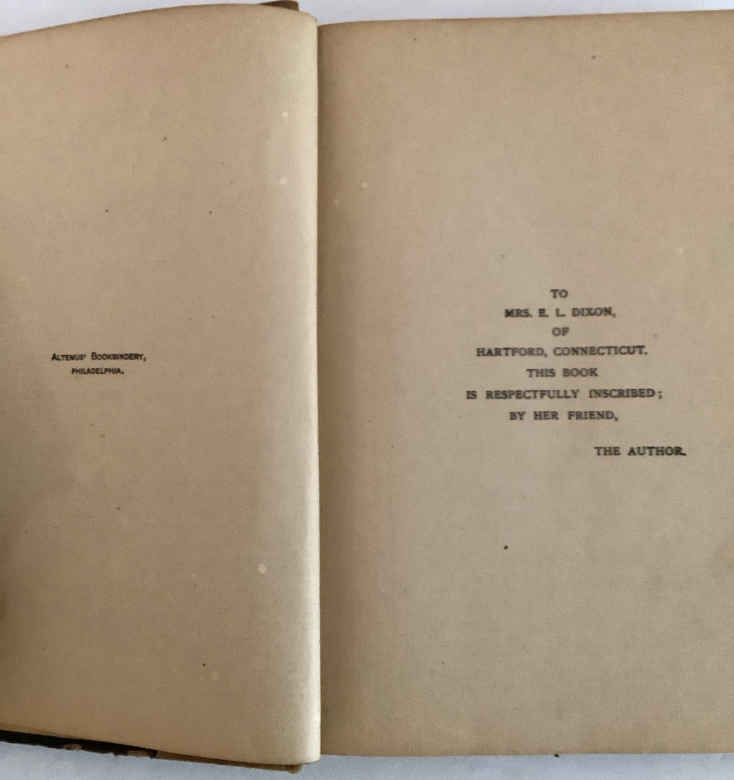 ALTEMUS' BOOKBINDERY,
PHILADELPHIA.
TO
MRS. E. L. DIXON,
OF
HARTFORD, CONNECTICUT.
THIS BOOK
IS RESPECTFULLY INSCRIBED;
BY HER FRIEND,
THE AUTHOR.